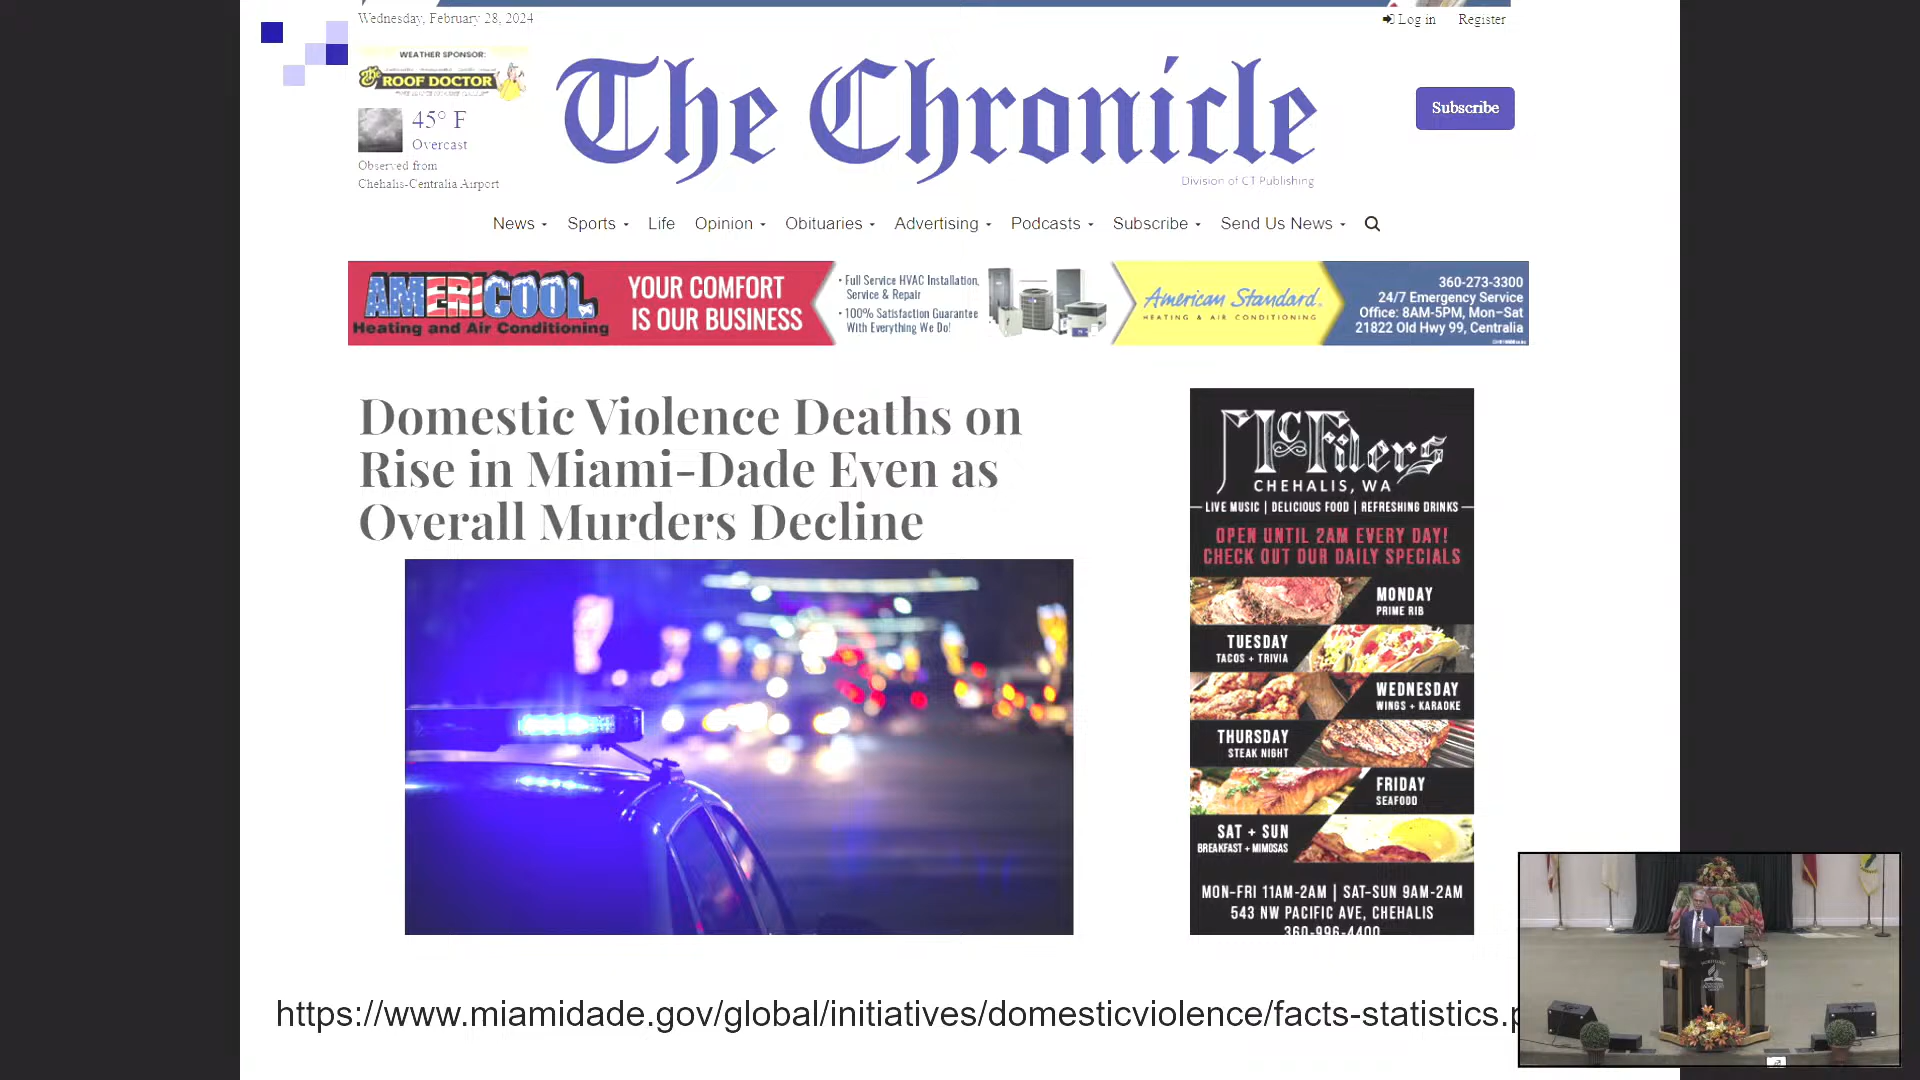 Wednesday, February 28, 2024
Log in Register
WEATHER SPONSOR:
The ROOF DOCTOR
45° F
Overcast
Observed from
Chehalis-Centralia Airport
The Chronicle
Division of CT Publishing
Subscribe
News Sports Life Opinion Obituaries Advertising Podcasts Subscribe Send Us News
AMERICOOL
Heating and Air Conditioning
YOUR COMFORT
IS OUR BUSINESS
• Full Service HVAC Installation,
Service & Repair
• 100% Satisfaction Guarantee
With Everything We Do!
American Standard
HEATING & AIR CONDITIONING
360-273-3300
24/7 Emergency Service
Office: 8AM-5PM, Mon–Sat
21822 Old Hwy 99, Centralia
Domestic Violence Deaths on
Rise in Miami-Dade Even as
Overall Murders Decline
McFilers
CHEHALIS, WA
LIVE MUSIC | DELICIOUS FOOD | REFRESHING DRINKS
OPEN UNTIL 2AM EVERY DAY!
CHECK OUT OUR DAILY SPECIALS
MONDAY
PRIME RIB
TUESDAY
TACOS + TRIVIA
WEDNESDAY
WINGS + KARAOKE
THURSDAY
STEAK NIGHT
FRIDAY
SEAFOOD
SAT + SUN
BREAKFAST + MIMOSAS
MON-FRI 11AM-2AM | SAT-SUN 9AM-2AM
543 NW PACIFIC AVE, CHEHALIS
360-996-4400
https://www.miamidade.gov/global/initiatives/domesticviolence/facts-statistics.p